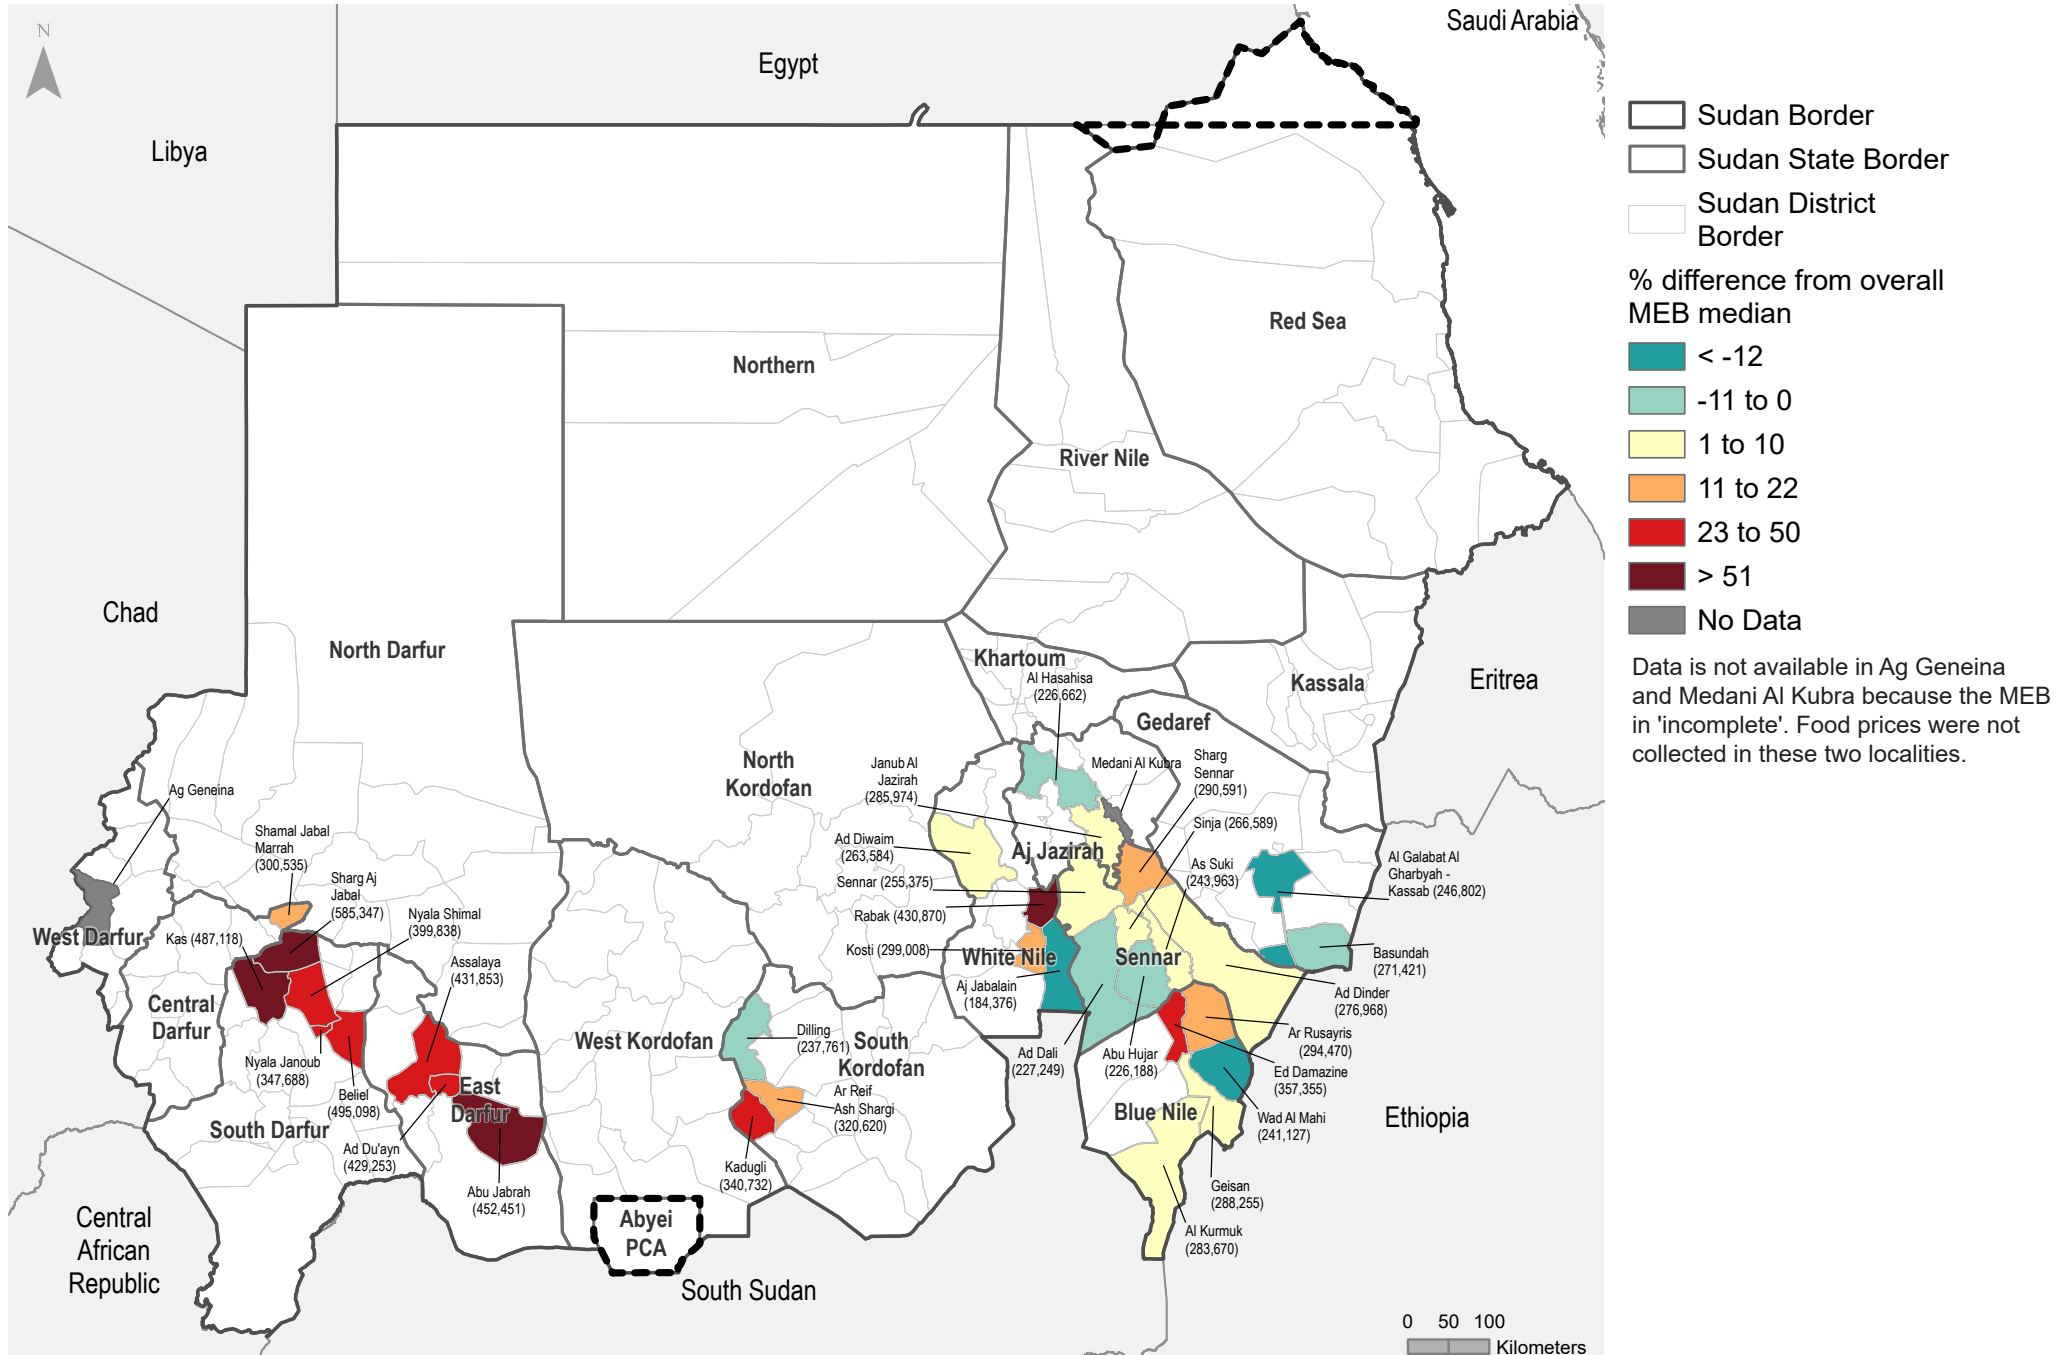 N
Saudi Arabia
Egypt
Libya
Chad
Eritrea
Ethiopia
Central
African
Republic
South Sudan
Northern
Red Sea
River Nile
North Darfur
Khartoum
Al Hasahisa
(226,662)
Kassala
Gedaref
North
Kordofan
Janub Al
Jazirah
(285,974)
Medani Al Kubra
Sharg
Sennar
(290,591)
Sinja (266,589)
Ag Geneina
Shamal Jabal
Marrah
(300,535)
Sharg Aj
Jabal
(585,347)
Nyala Shimal
(399,838)
Kas (487,118)
West Darfur
Assalaya
(431,853)
Central
Darfur
Nyala Janoub
(347,688)
Beliel
(495,098)
South Darfur
Ad Du'ayn
(429,253)
East
Darfur
Abu Jabrah
(452,451)
West Kordofan
Dilling
(237,761)
South
Kordofan
Ar Reif
Ash Shargi
(320,620)
Kadugli
(340,732)
Abyei
PCA
Ad Diwaim
(263,584)
Aj Jazirah
Sennar (255,375)
Rabak (430,870)
Kosti (299,008)
White Nile
Aj Jabalain
(184,376)
As Suki
(243,963)
Al Galabat Al
Gharbyah -
Kassab (246,802)
Sennar
Basundah
(271,421)
Ad Dinder
(276,968)
Ar Rusayris
(294,470)
Ad Dali
(227,249)
Abu Hujar
(226,188)
Ed Damazine
(357,355)
Blue Nile
Wad Al Mahi
(241,127)
Geisan
(288,255)
Al Kurmuk
(283,670)
0 50 100
Kilometers
Sudan Border
Sudan State Border
Sudan District
Border
% difference from overall
MEB median
< -12
-11 to 0
1 to 10
11 to 22
23 to 50
> 51
No Data
Data is not available in Ag Geneina
and Medani Al Kubra because the MEB
in 'incomplete'. Food prices were not
collected in these two localities.